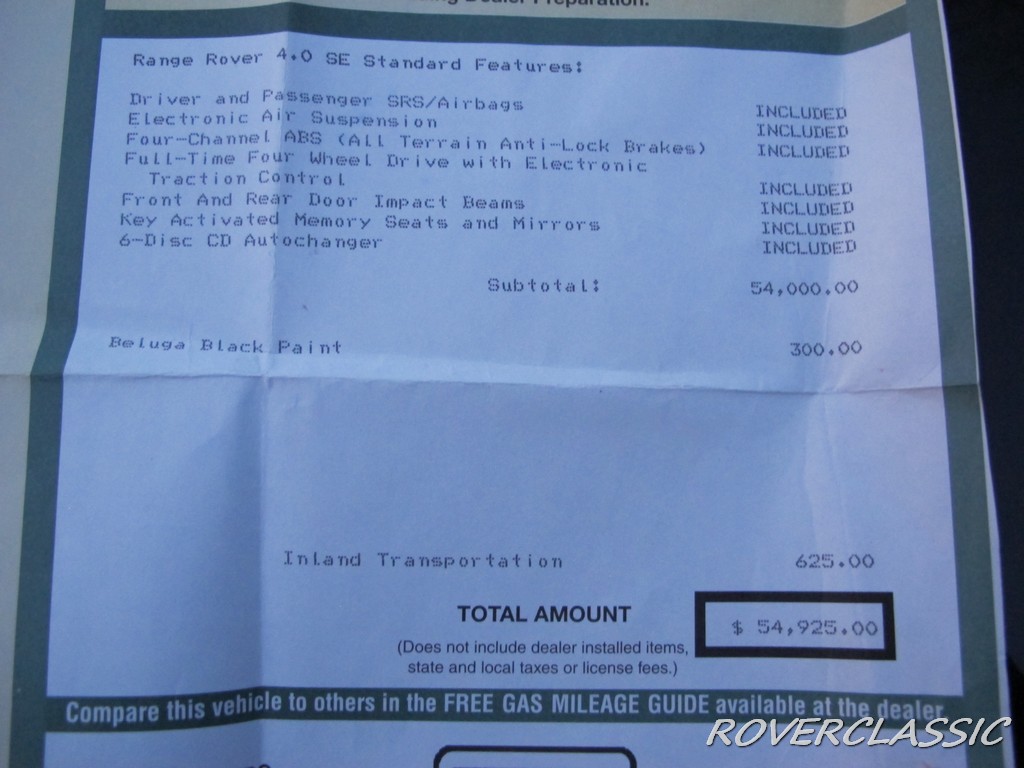 Dealer Preparation.
Range Rover 4.0 SE Standard Features:
Driver and Passenger SRS/Airbags INCLUDED
Electronic Air Suspension INCLUDED
Four-Channel ABS (All Terrain Anti-Lock Brakes) INCLUDED
Full-Time Four Wheel Drive with Electronic
Traction Control INCLUDED
Front And Rear Door Impact Beams INCLUDED
Key Activated Memory Seats and Mirrors INCLUDED
6-Disc CD Autochanger INCLUDED
Subtotal: 54,000.00
Beluga Black Paint 300.00
Inland Transportation 625.00
TOTAL AMOUNT $ 54,925.00
(Does not include dealer installed items,
state and local taxes or license fees.)
Compare this vehicle to others in the FREE GAS MILEAGE GUIDE available at the dealer.
ROVERCLASSIC